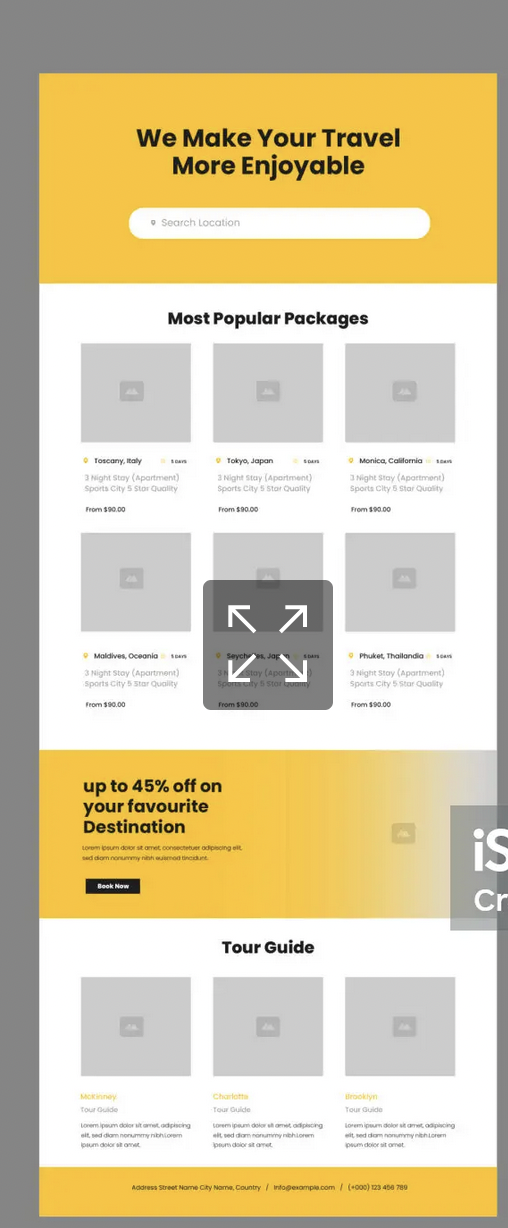 We Make Your Travel
More Enjoyable
Search Location
Most Popular Packages
Toscany, Italy 5 DAYS
Tokyo, Japan 5 DAYS
Monica, California 5 DAYS
3 Night Stay (Apartment)
Sports City 5 Star Quality
3 Night Stay (Apartment)
Sports City 5 Star Quality
3 Night Stay (Apartment)
Sports City 5 Star Quality
From $90.00
From $90.00
From $90.00
Maldives, Oceania 5 DAYS
Seychelles, Japan 5 DAYS
Phuket, Thailandia 5 DAYS
3 Night Stay (Apartment)
Sports City 5 Star Quality
3 Night Stay (Apartment)
Sports City 5 Star Quality
3 Night Stay (Apartment)
Sports City 5 Star Quality
From $90.00
From $90.00
From $90.00
up to 45% off on
your favourite
Destination
Lorem ipsum dolor sit amet, consectetuer adipiscing elit,
sed diam nonummy nibh euismod tincidunt.
Book Now
iS
Cr
Tour Guide
McKinney
Tour Guide
Lorem ipsum dolor sit amet, adipiscing
elit, sed diam nonummy nibh.Lorem
ipsum dolor sit amet.
Charlotte
Tour Guide
Lorem ipsum dolor sit amet, adipiscing
elit, sed diam nonummy nibh.Lorem
ipsum dolor sit amet.
Brooklyn
Tour Guide
Lorem ipsum dolor sit amet, adipiscing
elit, sed diam nonummy nibh.Lorem
ipsum dolor sit amet.
Address Street Name City Name, Country / Info@example.com / (+000) 123 456 789